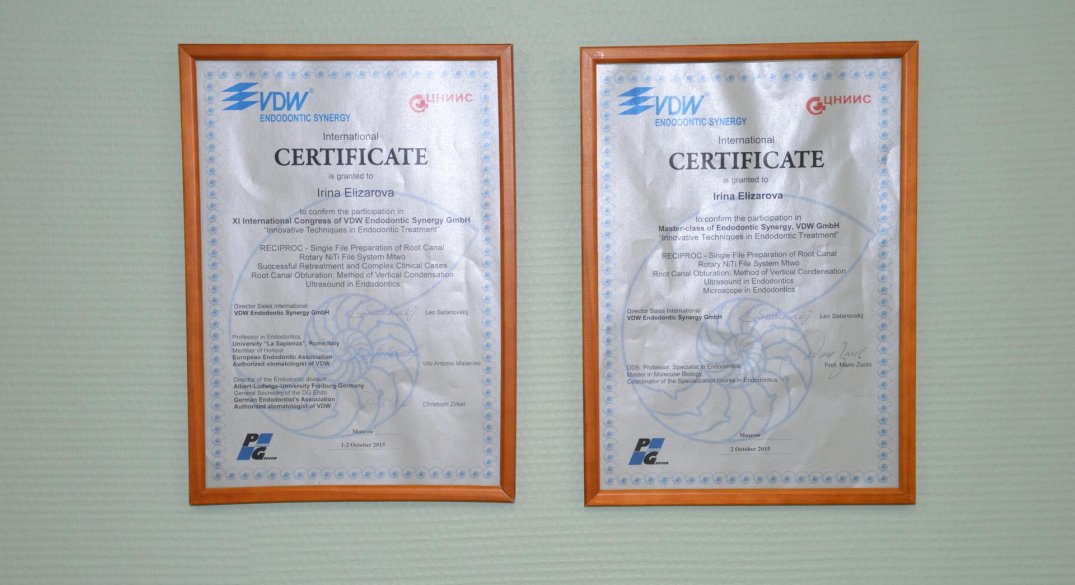 VDW®
ENDODONTIC SYNERGY
ЦНИИС
International
CERTIFICATE
is granted to
Irina Elizarova
to confirm the participation in
XI International Congress of VDW Endodontic Synergy GmbH
"Innovative Techniques in Endodontic Treatment"
RECIPROC - Single File Preparation of Root Canal
Rotary NiTi File System Mtwo
Successful Retreatment and Complex Clinical Cases
Root Canal Obturation: Method of Vertical Condensation
Ultrasound in Endodontics
Director Sales International
VDW Endodontic Synergy GmbH
Leo Satanovskij
Professor in Endodontics
University "La Sapienza", Rome,Italy
Member of Honour
European Endodontic Association
Authorized stomatologist of VDW
Vito Antonio Malagnino
Director of the Endodontic division
Albert-Ludwigs-University Freiburg-Germany
General Secretary of the DG Endo
German Endodontist's Association
Authorized stomatologist of VDW
Christoph Zirkel
Moscow
1-2 October 2015
P
G
VDW®
ENDODONTIC SYNERGY
ЦНИИС
International
CERTIFICATE
is granted to
Irina Elizarova
to confirm the participation in
Master-class of Endodontic Synergy, VDW GmbH
"Innovative Techniques in Endodontic Treatment"
RECIPROC - Single File Preparation of Root Canal
Rotary NiTi File System Mtwo
Root Canal Obturation: Method of Vertical Condensation
Ultrasound in Endodontics
Microscope in Endodontics
Director Sales International
VDW Endodontic Synergy GmbH
Leo Satanovskij
Prof. Mario Zuolo
DDS, Professor, Specialist in Endodontics
Master in Molecular Biology
Coordinator of the Specialization course in Endodontics.
Moscow
2 October 2015
P
G